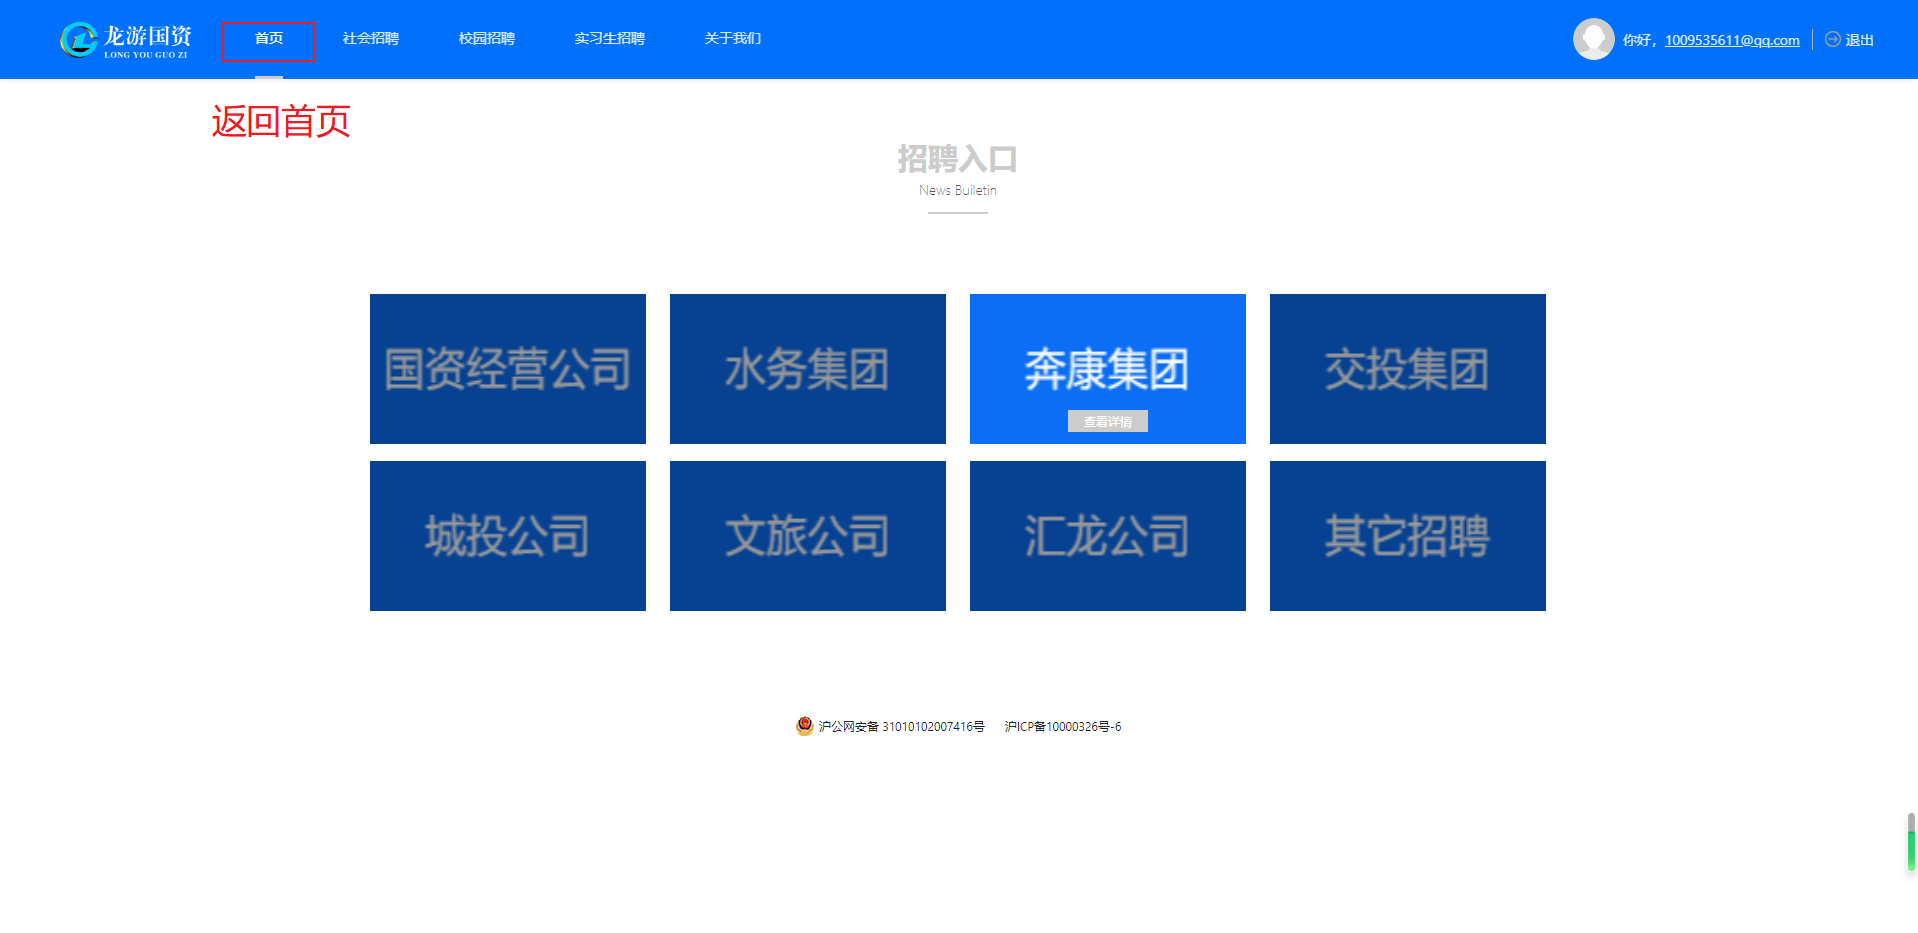 龙游国资
LONG YOU GUO ZI
首页
社会招聘
校园招聘
实习生招聘
关于我们
你好，1009535611@qq.com
退出
返回首页
招聘入口
News Builetin
国资经营公司
水务集团
奔康集团
查看详情
交投集团
城投公司
文旅公司
汇龙公司
其它招聘
沪公网安备 31010102007416号 沪ICP备10000326号-6